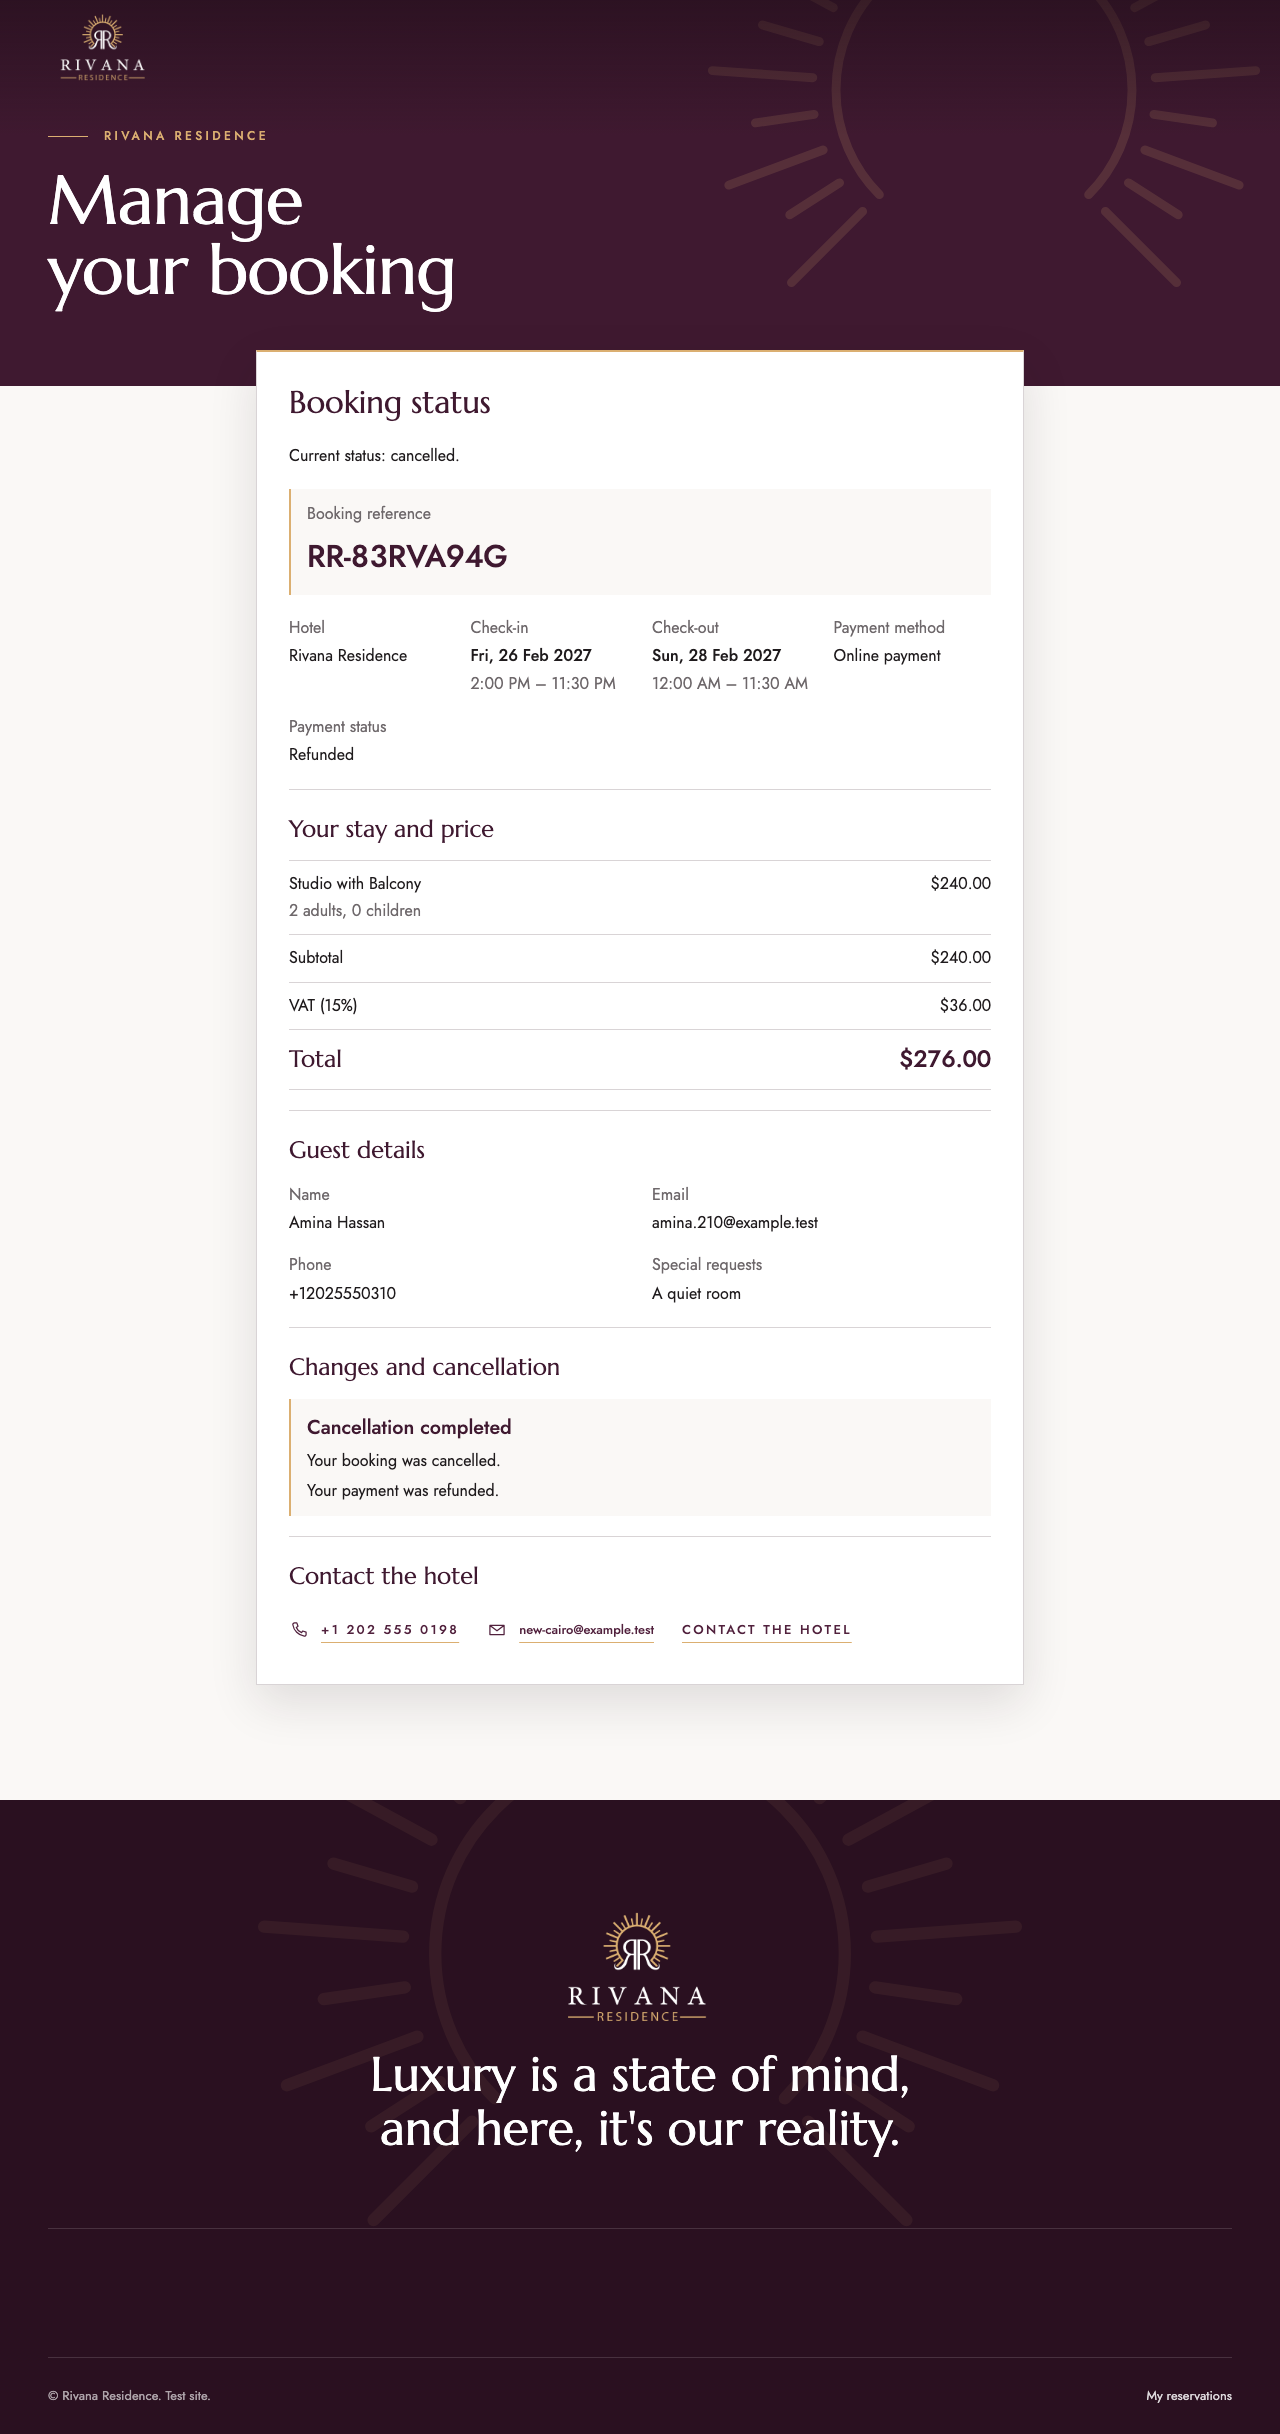 RIVANA
RESIDENCE
RIVANA RESIDENCE
Manage
your booking
Booking status
Current status: cancelled.
Booking reference
RR-83RVA94G
Hotel
Rivana Residence
Check-in
Fri, 26 Feb 2027
2:00 PM – 11:30 PM
Check-out
Sun, 28 Feb 2027
12:00 AM – 11:30 AM
Payment method
Online payment
Payment status
Refunded
Your stay and price
Studio with Balcony $240.00
2 adults, 0 children
Subtotal $240.00
VAT (15%) $36.00
Total $276.00
Guest details
Name
Amina Hassan
Email
amina.210@example.test
Phone
+12025550310
Special requests
A quiet room
Changes and cancellation
Cancellation completed
Your booking was cancelled.
Your payment was refunded.
Contact the hotel
+1 202 555 0198 new-cairo@example.test CONTACT THE HOTEL
RIVANA
RESIDENCE
Luxury is a state of mind,
and here, it's our reality.
© Rivana Residence. Test site. My reservations